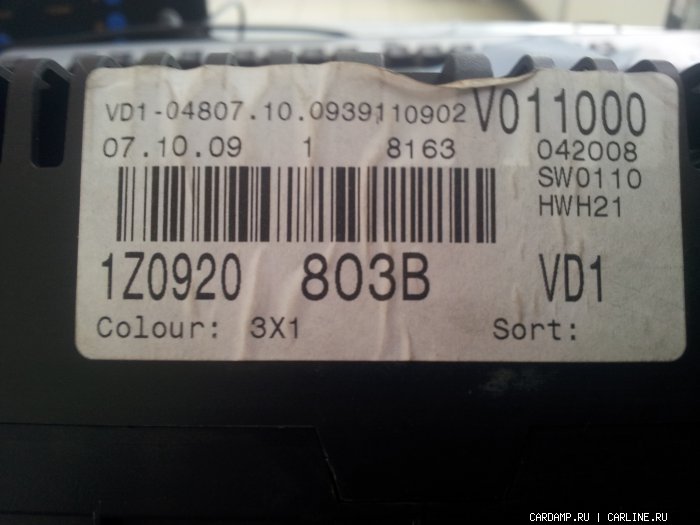 VD1-04807.10.0939110902 V011000
07.10.09 1 8163 042008
SW0110
HWH21
1Z0920 803B VD1
Colour: 3X1 Sort:
CARDAMP.RU | CARLINE.RU